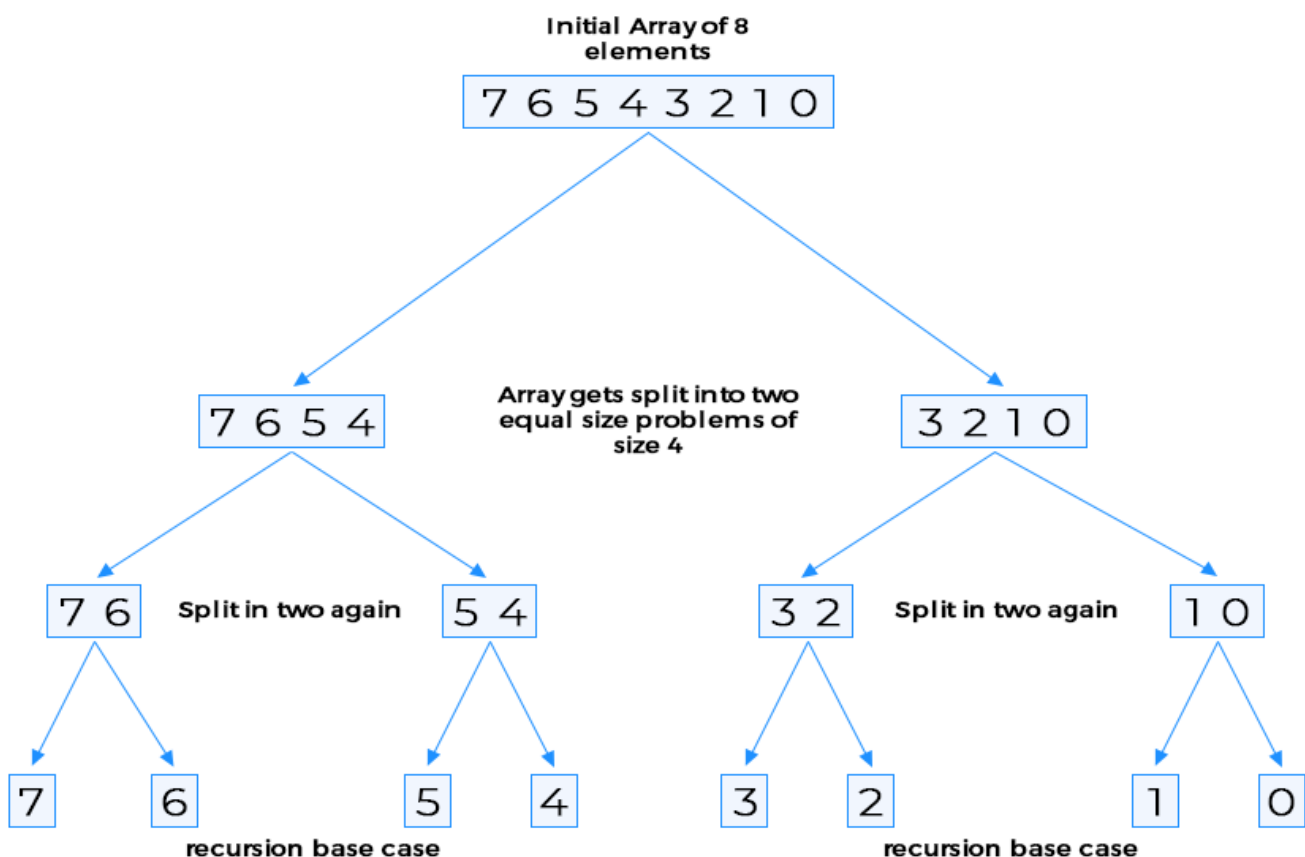 Initial Array of 8
elements
7 6 5 4 3 2 1 0
7 6 5 4
Array gets split into two
equal size problems of
size 4
3 2 1 0
7 6
Split in two again
5 4
3 2
Split in two again
1 0
7
6
5
4
3
2
1
0
recursion base case
recursion base case